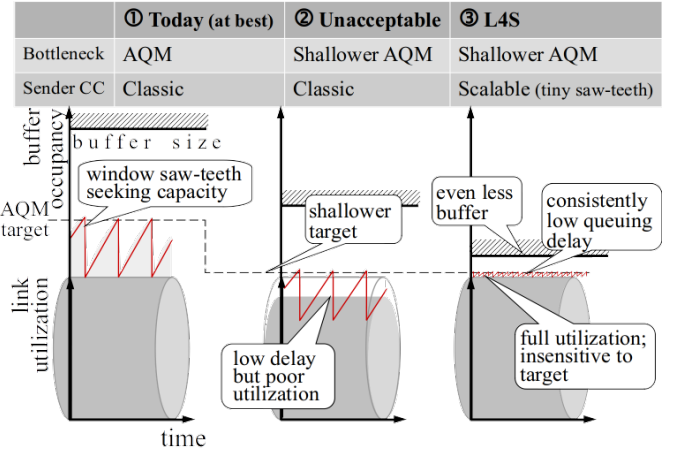 ① Today (at best) ② Unacceptable ③ L4S
Bottleneck AQM Shallower AQM Shallower AQM
Sender CC Classic Classic Scalable (tiny saw-teeth)
buffer
occupancy
buffer size
window saw-teeth
seeking capacity
AQM
target
shallower
target
even less
buffer
consistently
low queuing
delay
link
utilization
low delay
but poor
utilization
full utilization;
insensitive to
target
time